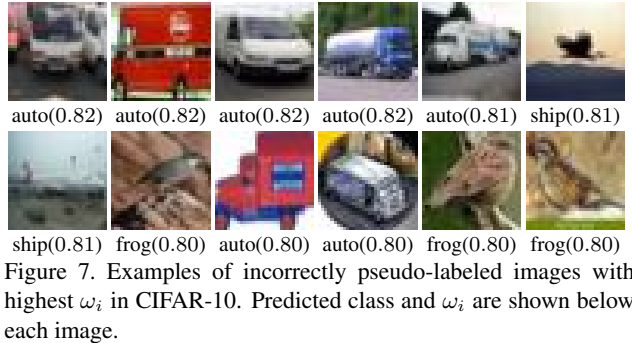 auto(0.82) auto(0.82) auto(0.82) auto(0.82) auto(0.81) ship(0.81)
ship(0.81) frog(0.80) auto(0.80) auto(0.80) frog(0.80) frog(0.80)
Figure 7. Examples of incorrectly pseudo-labeled images with
highest ωᵢ in CIFAR-10. Predicted class and ωᵢ are shown below
each image.